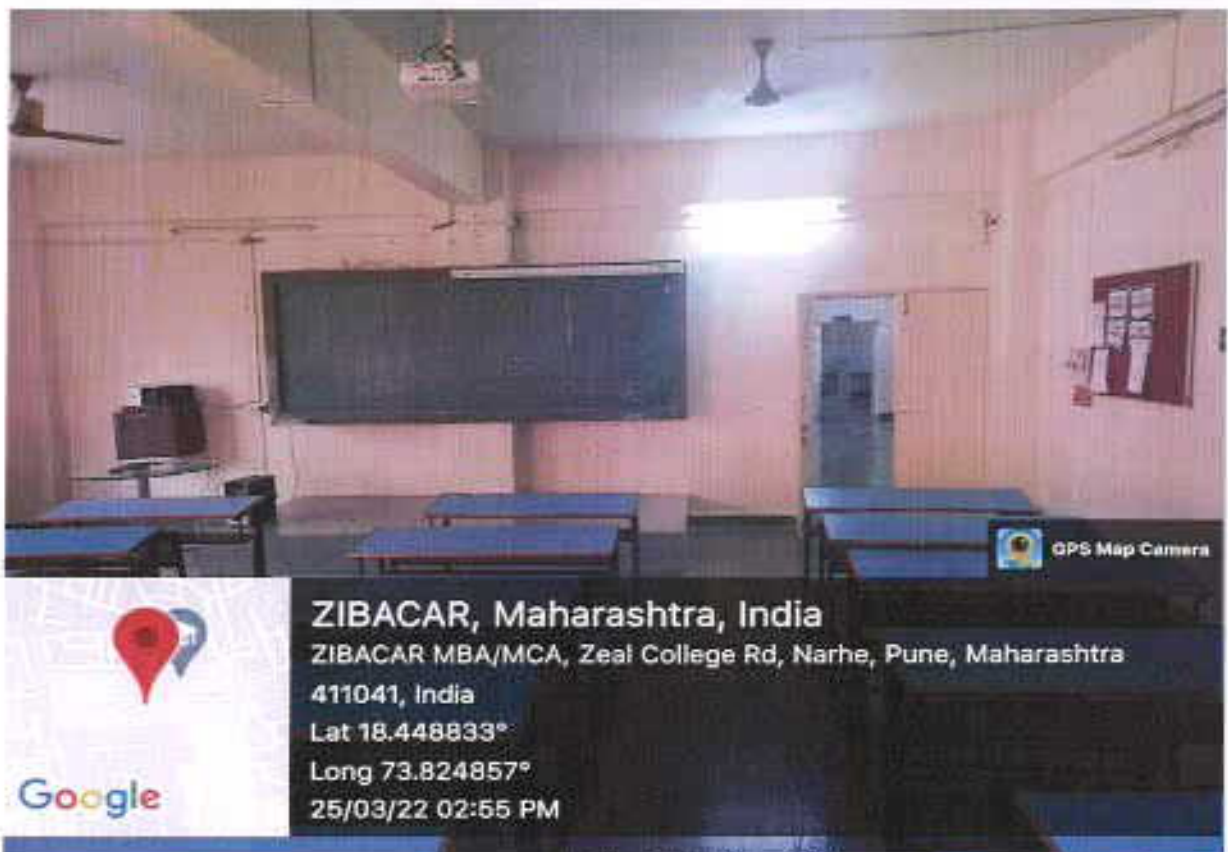 GPS Map Camera
ZIBACAR, Maharashtra, India
ZIBACAR MBA/MCA, Zeal College Rd, Narhe, Pune, Maharashtra
411041, India
Lat 18.448833°
Long 73.824857°
25/03/22 02:55 PM
Google